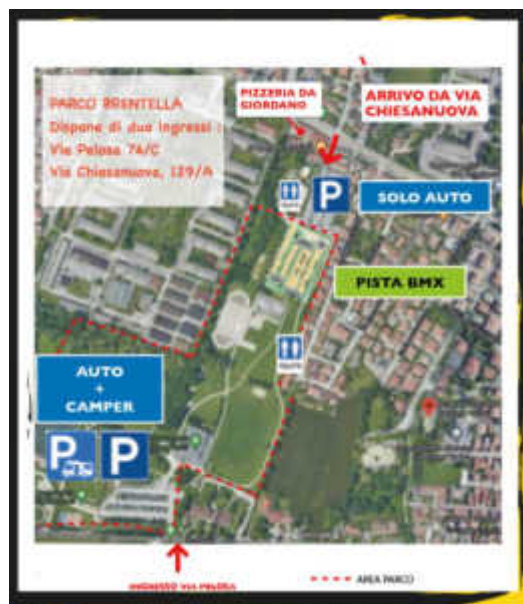 PIZZERIA DA
GIORDANO
ARRIVO DA VIA
CHIESANUOVA
PARCO BRENTELLA
Dispone di due ingressi :
Via Pelosa 74/C
Via Chiesanuova, 139/A
P
SOLO AUTO
PISTA BMX
AUTO
+
CAMPER
P P
INGRESSO VIA PELOSA
AREA PARCO